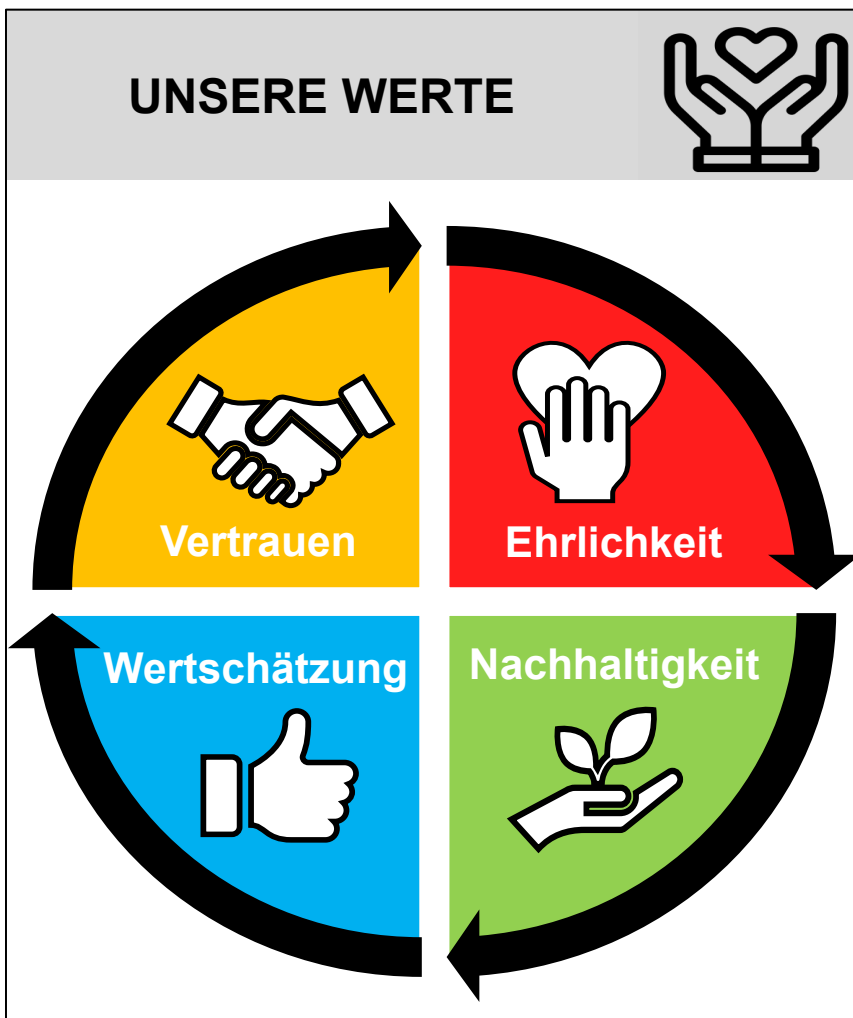 UNSERE WERTE
Vertrauen
Ehrlichkeit
Wertschätzung
Nachhaltigkeit